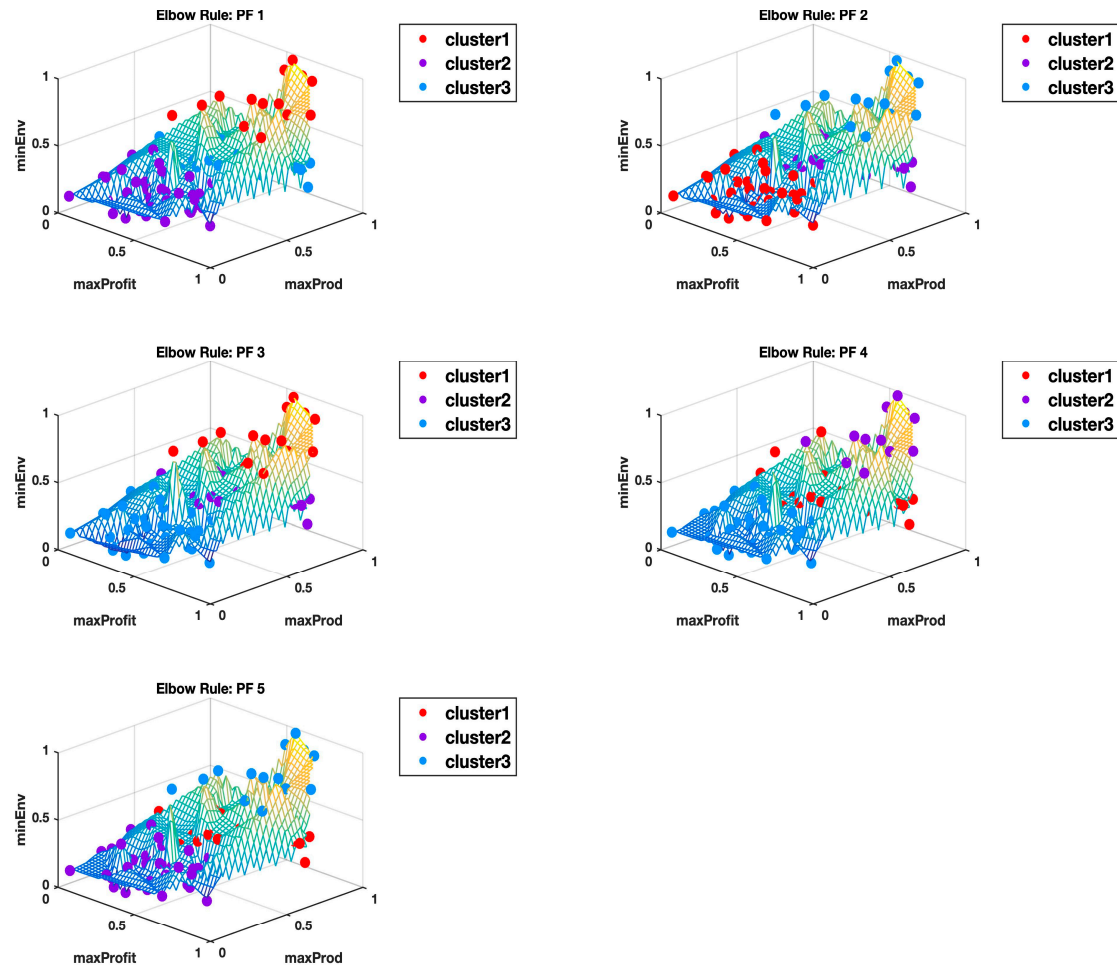 Elbow Rule: PF 1
cluster1
cluster2
cluster3
1
0.5
0
minEnv
0
0.5
1
maxProfit
0
0.5
1
maxProd
Elbow Rule: PF 2
cluster1
cluster2
cluster3
1
0.5
0
minEnv
0
0.5
1
maxProfit
0
0.5
1
maxProd
Elbow Rule: PF 3
cluster1
cluster2
cluster3
1
0.5
0
minEnv
0
0.5
1
maxProfit
0
0.5
1
maxProd
Elbow Rule: PF 4
cluster1
cluster2
cluster3
1
0.5
0
minEnv
0
0.5
1
maxProfit
0
0.5
1
maxProd
Elbow Rule: PF 5
cluster1
cluster2
cluster3
1
0.5
0
minEnv
0
0.5
1
maxProfit
0
0.5
1
maxProd